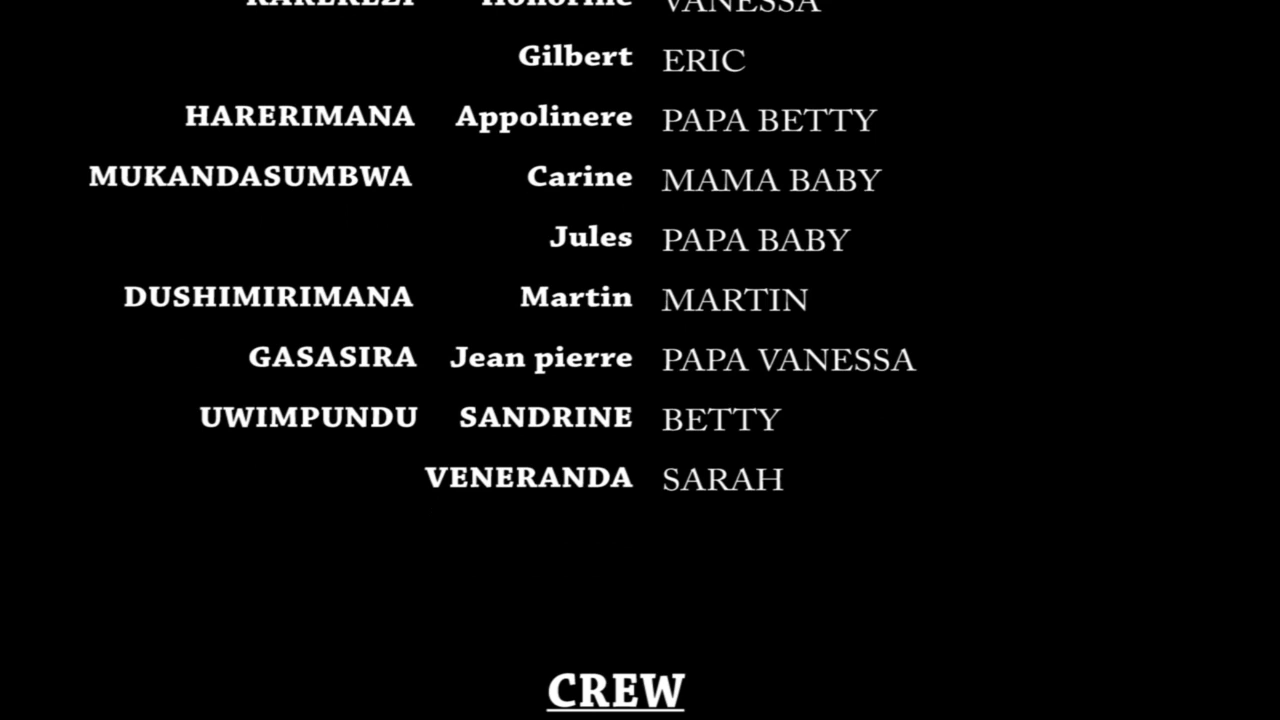 Honorine VANESSA
Gilbert ERIC
HARERIMANA Appolinere PAPA BETTY
MUKANDASUMBWA Carine MAMA BABY
Jules PAPA BABY
DUSHIMIRIMANA Martin MARTIN
GASASIRA Jean pierre PAPA VANESSA
UWIMPUNDU SANDRINE BETTY
VENERANDA SARAH
CREW